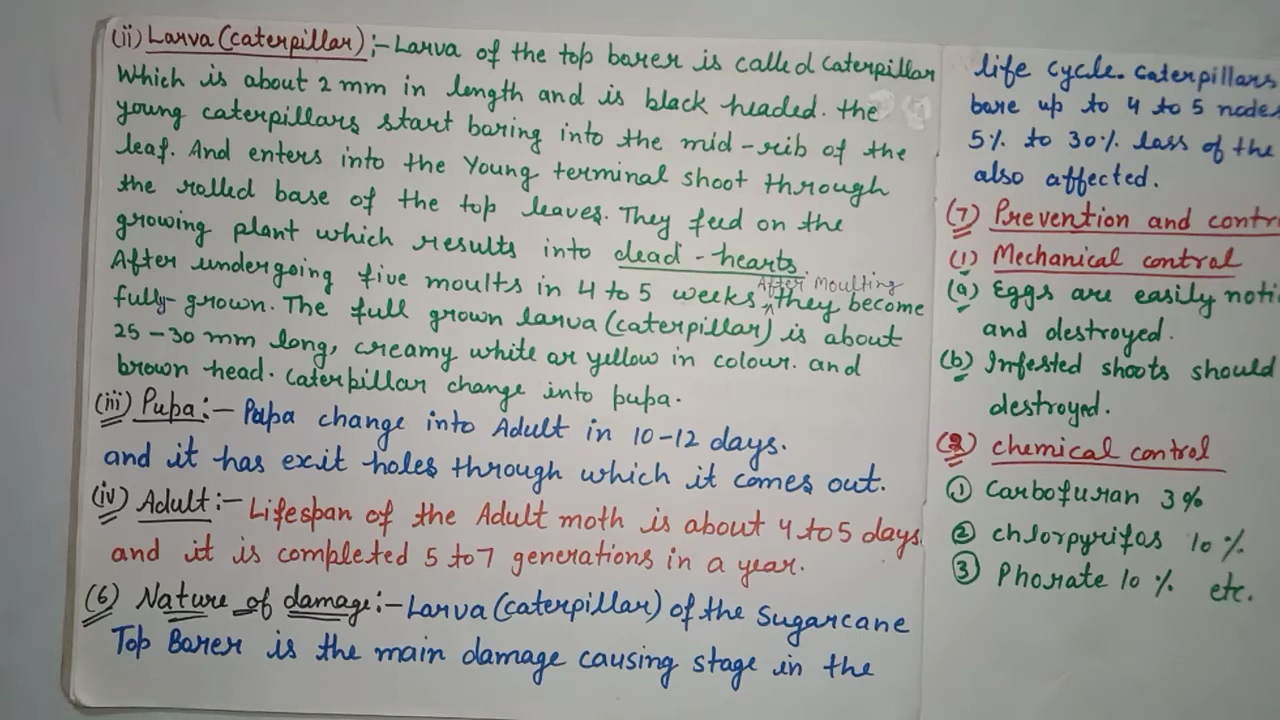 (ii) Larva (caterpillar) :- Larva of the top borer is called caterpillar
Which is about 2 mm in length and is black headed. the
young caterpillars start boring into the mid-rib of the
leaf. And enters into the Young terminal shoot through
the rolled base of the top leaves. They feed on the
growing plant which results into dead-hearts.
After undergoing five moults in 4 to 5 weeks, After Moulting they become
fully-grown. The full grown larva (caterpillar) is about
25-30 mm long, creamy white or yellow in colour. and
brown head. Caterpillar change into pupa.
(iii) Pupa :- Pupa change into Adult in 10-12 days.
and it has exit holes through which it comes out.
(iv) Adult :- Lifespan of the Adult moth is about 4 to 5 days.
and it is completed 5 to 7 generations in a year.
(6) Nature of damage :- Larva (caterpillar) of the Sugarcane
Top Borer is the main damage causing stage in the
life cycle. Caterpillars
bore up to 4 to 5 node
5% to 30% loss of the
also affected.
(7) Prevention and contr
(1) Mechanical control
(a) Eggs are easily noti
and destroyed.
(b) Infested shoots should
destroyed.
(2) chemical control
① Carbofuran 3%
② chlorpyrifos 10%
③ Phorate 10% etc.